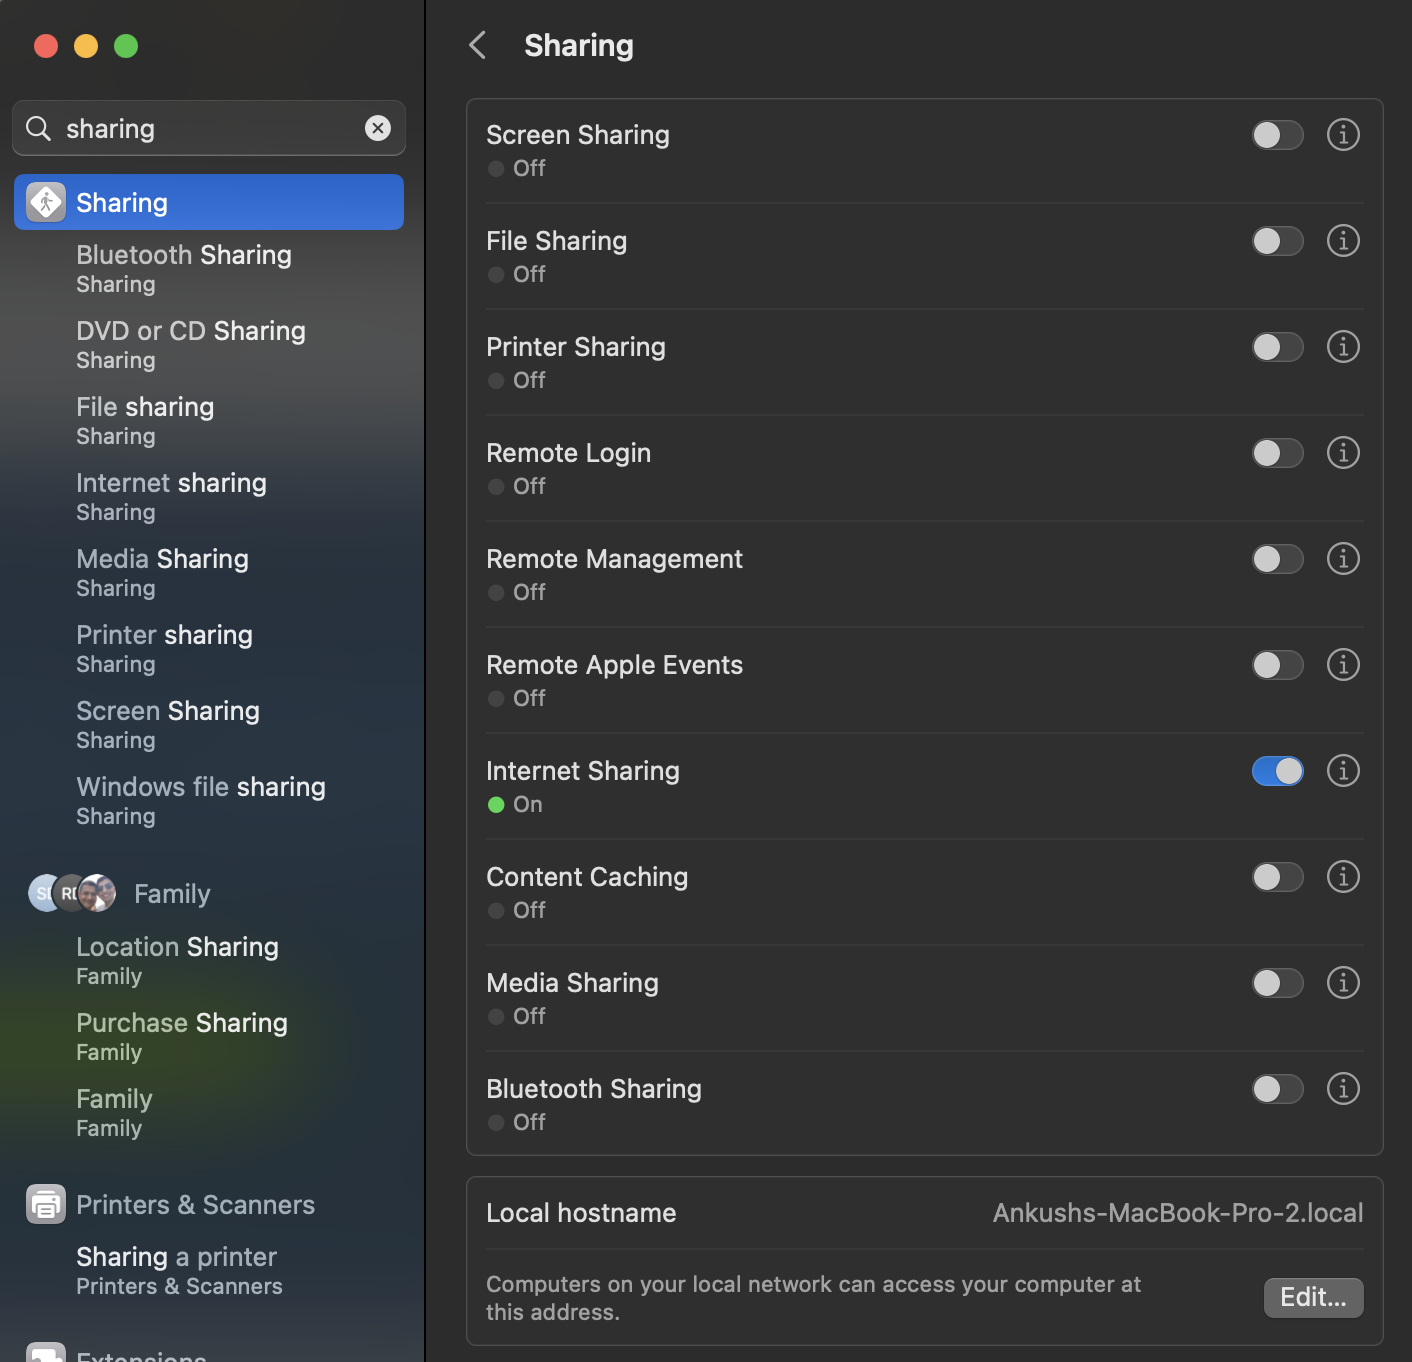 sharing
Sharing
Bluetooth Sharing
Sharing
DVD or CD Sharing
Sharing
File sharing
Sharing
Internet sharing
Sharing
Media Sharing
Sharing
Printer sharing
Sharing
Screen Sharing
Sharing
Windows file sharing
Sharing
Family
Location Sharing
Family
Purchase Sharing
Family
Family
Family
Printers & Scanners
Sharing a printer
Printers & Scanners
Extensions
Sharing
Screen Sharing
Off
File Sharing
Off
Printer Sharing
Off
Remote Login
Off
Remote Management
Off
Remote Apple Events
Off
Internet Sharing
On
Content Caching
Off
Media Sharing
Off
Bluetooth Sharing
Off
Local hostname Ankushs-MacBook-Pro-2.local
Computers on your local network can access your computer at
this address.
Edit...